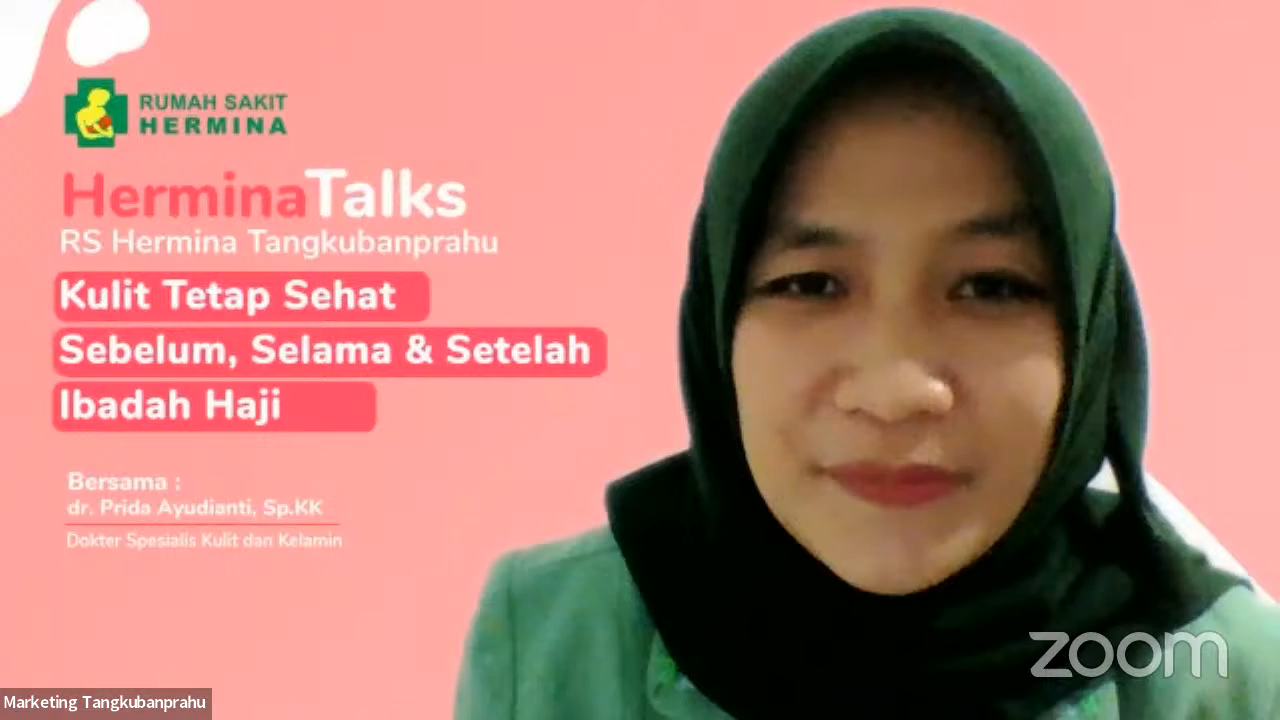 RUMAH SAKIT
HERMINA
HerminaTalks
RS Hermina Tangkubanprahu
Kulit Tetap Sehat
Sebelum, Selama & Setelah
Ibadah Haji
Bersama :
dr. Prida Ayudianti, Sp.KK
Dokter Spesialis Kulit dan Kelamin
zoom
Marketing Tangkubanprahu